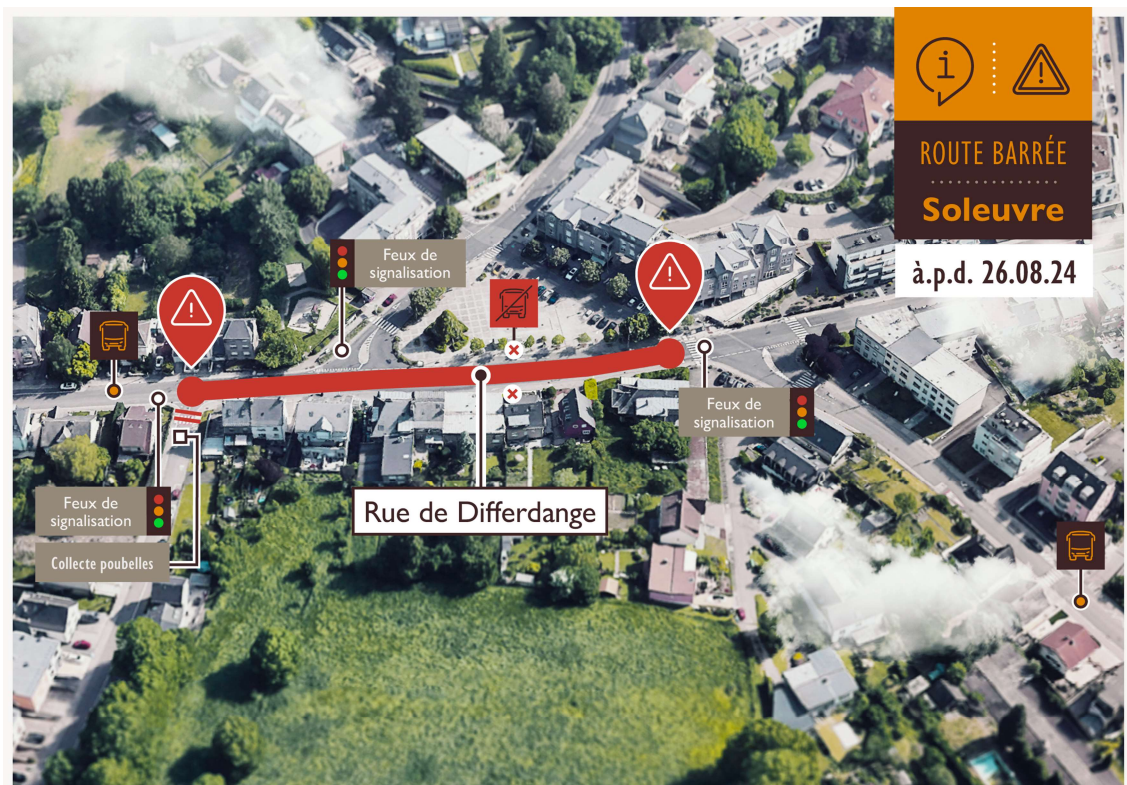 ROUTE BARRÉE
Soleuvre
à.p.d. 26.08.24
Feux de
signalisation
Feux de
signalisation
Rue de Differdange
Feux de
signalisation
Collecte poubelles